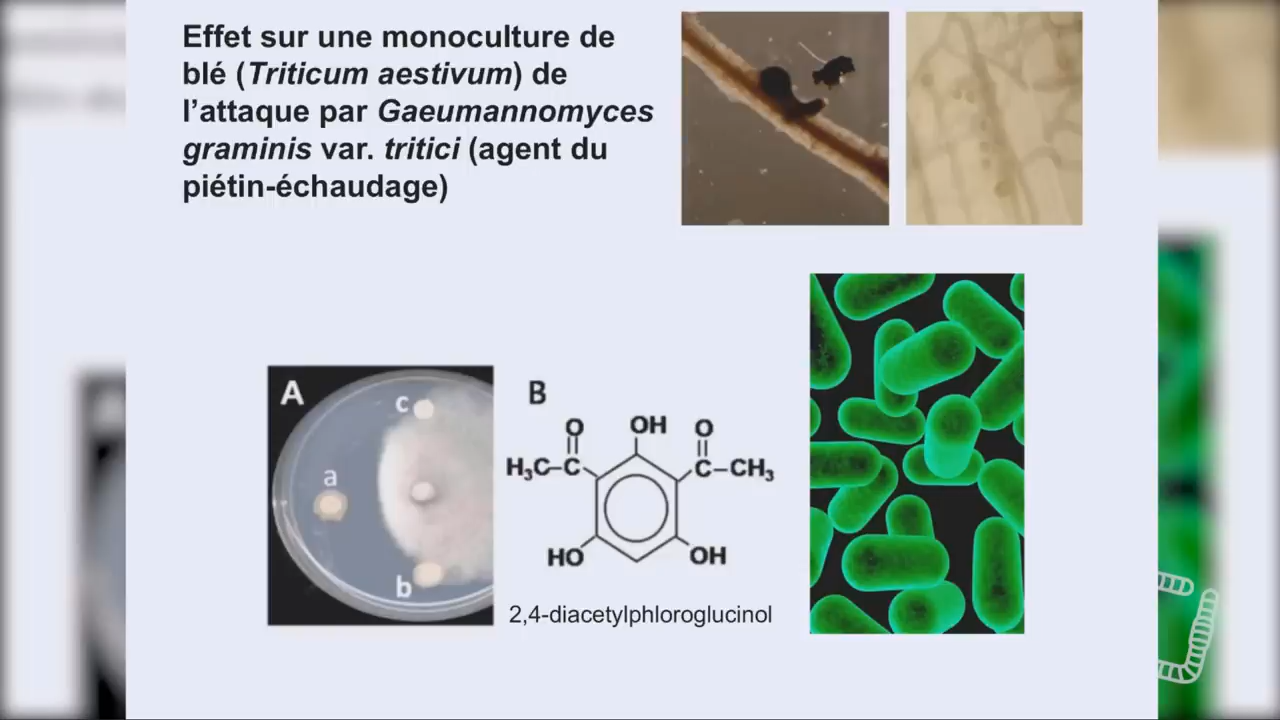 Effet sur une monoculture de
blé (Triticum aestivum) de
l'attaque par Gaeumannomyces
graminis var. tritici (agent du
piétin-échaudage)
A
c
a
b
B
O
OH
O
H₃C-C
C-CH₃
HO
OH
2,4-diacetylphloroglucinol